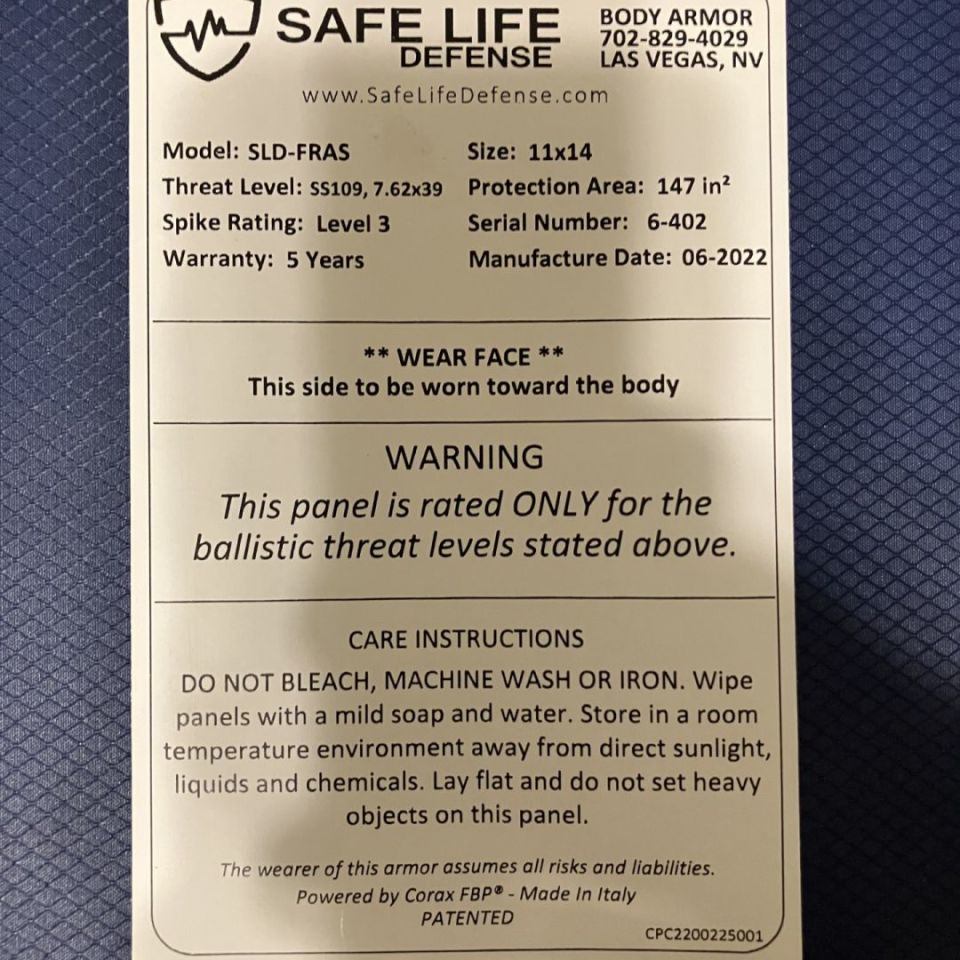 SAFE LIFE
DEFENSE
BODY ARMOR
702-829-4029
LAS VEGAS, NV
www.SafeLifeDefense.com
Model: SLD-FRAS Size: 11x14
Threat Level: SS109, 7.62x39 Protection Area: 147 in²
Spike Rating: Level 3 Serial Number: 6-402
Warranty: 5 Years Manufacture Date: 06-2022
** WEAR FACE **
This side to be worn toward the body
WARNING
This panel is rated ONLY for the
ballistic threat levels stated above.
CARE INSTRUCTIONS
DO NOT BLEACH, MACHINE WASH OR IRON. Wipe
panels with a mild soap and water. Store in a room
temperature environment away from direct sunlight,
liquids and chemicals. Lay flat and do not set heavy
objects on this panel.
The wearer of this armor assumes all risks and liabilities.
Powered by Corax FBP® - Made In Italy
PATENTED
CPC2200225001